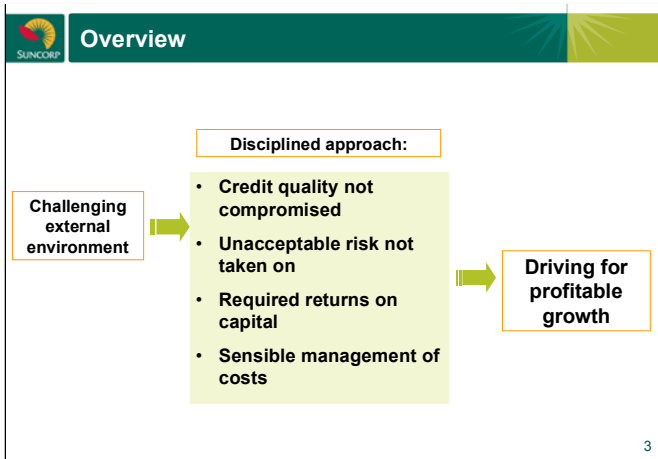 SUNCORP
Overview
Disciplined approach:
Challenging
external
environment
• Credit quality not
compromised
• Unacceptable risk not
taken on
• Required returns on
capital
• Sensible management of
costs
Driving for
profitable
growth
3